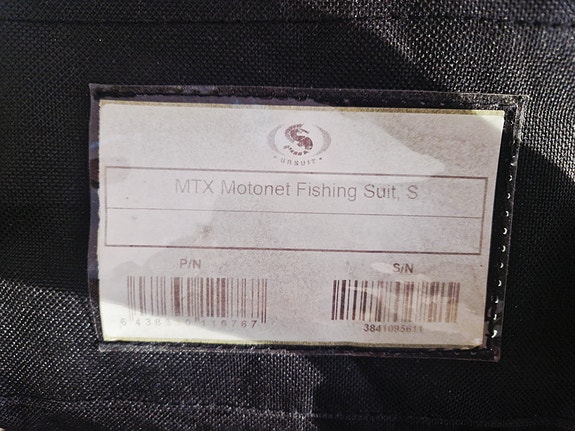 URSUIT
MTX Motonet Fishing Suit, S
P/N
S/N
3841095611